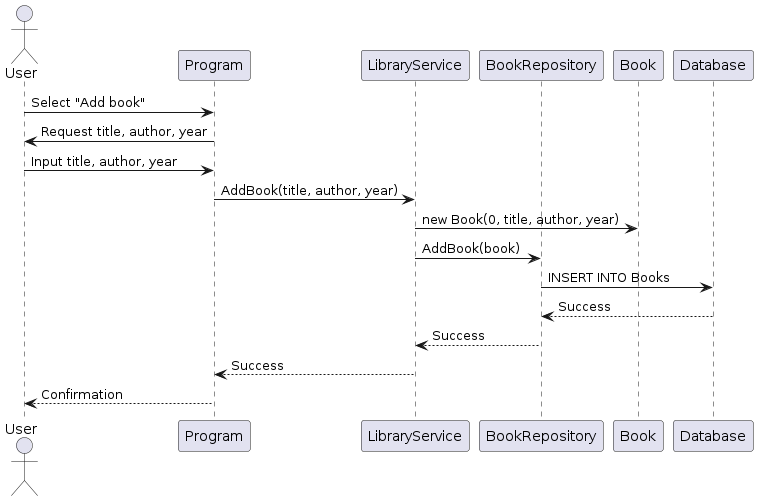 User
Program
LibraryService
BookRepository
Book
Database
Select "Add book"
Request title, author, year
Input title, author, year
AddBook(title, author, year)
new Book(0, title, author, year)
AddBook(book)
INSERT INTO Books
Success
Success
Success
Confirmation
User
Program
LibraryService
BookRepository
Book
Database